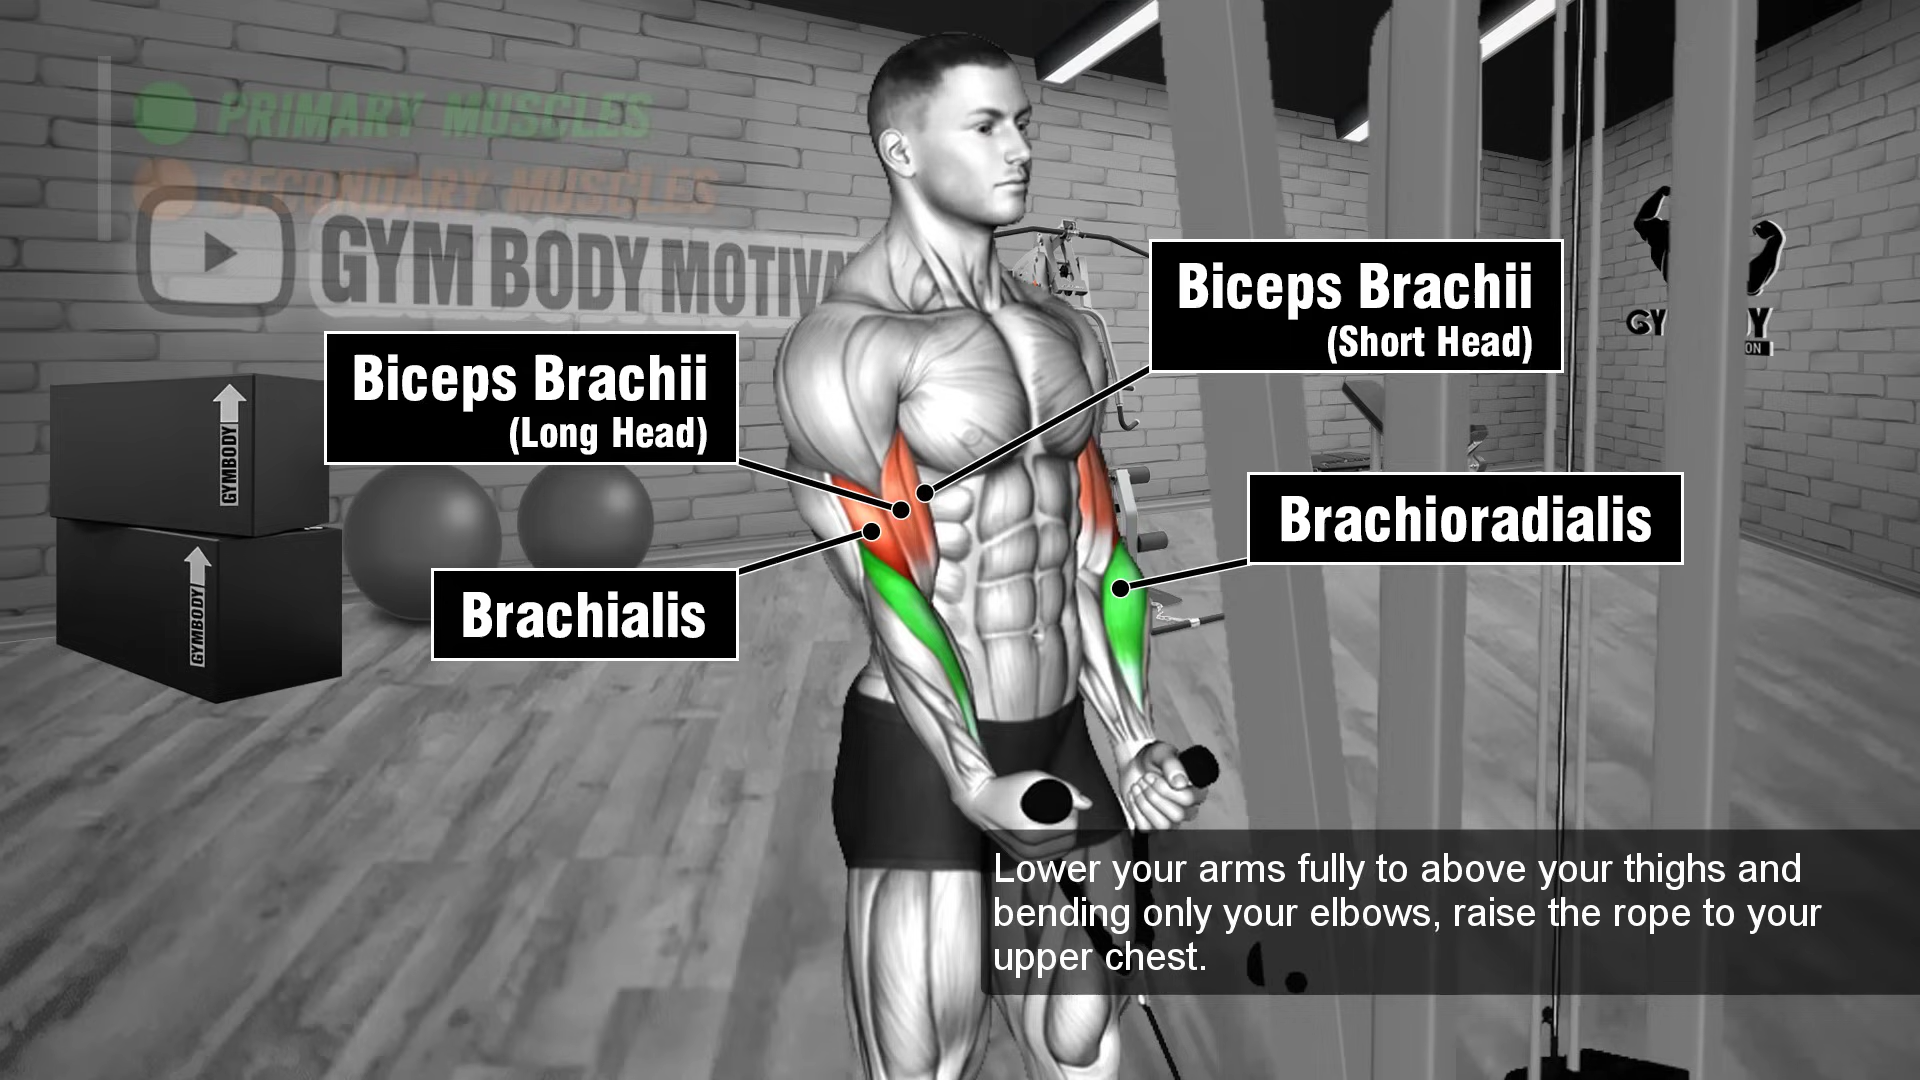 PRIMARY MUSCLES
SECONDARY MUSCLES
GYM BODY MOTIVA
Biceps Brachii
(Short Head)
Biceps Brachii
(Long Head)
GYMBODY
Brachioradialis
Brachialis
GYMBODY
GY Y
ON
Lower your arms fully to above your thighs and
bending only your elbows, raise the rope to your
upper chest.